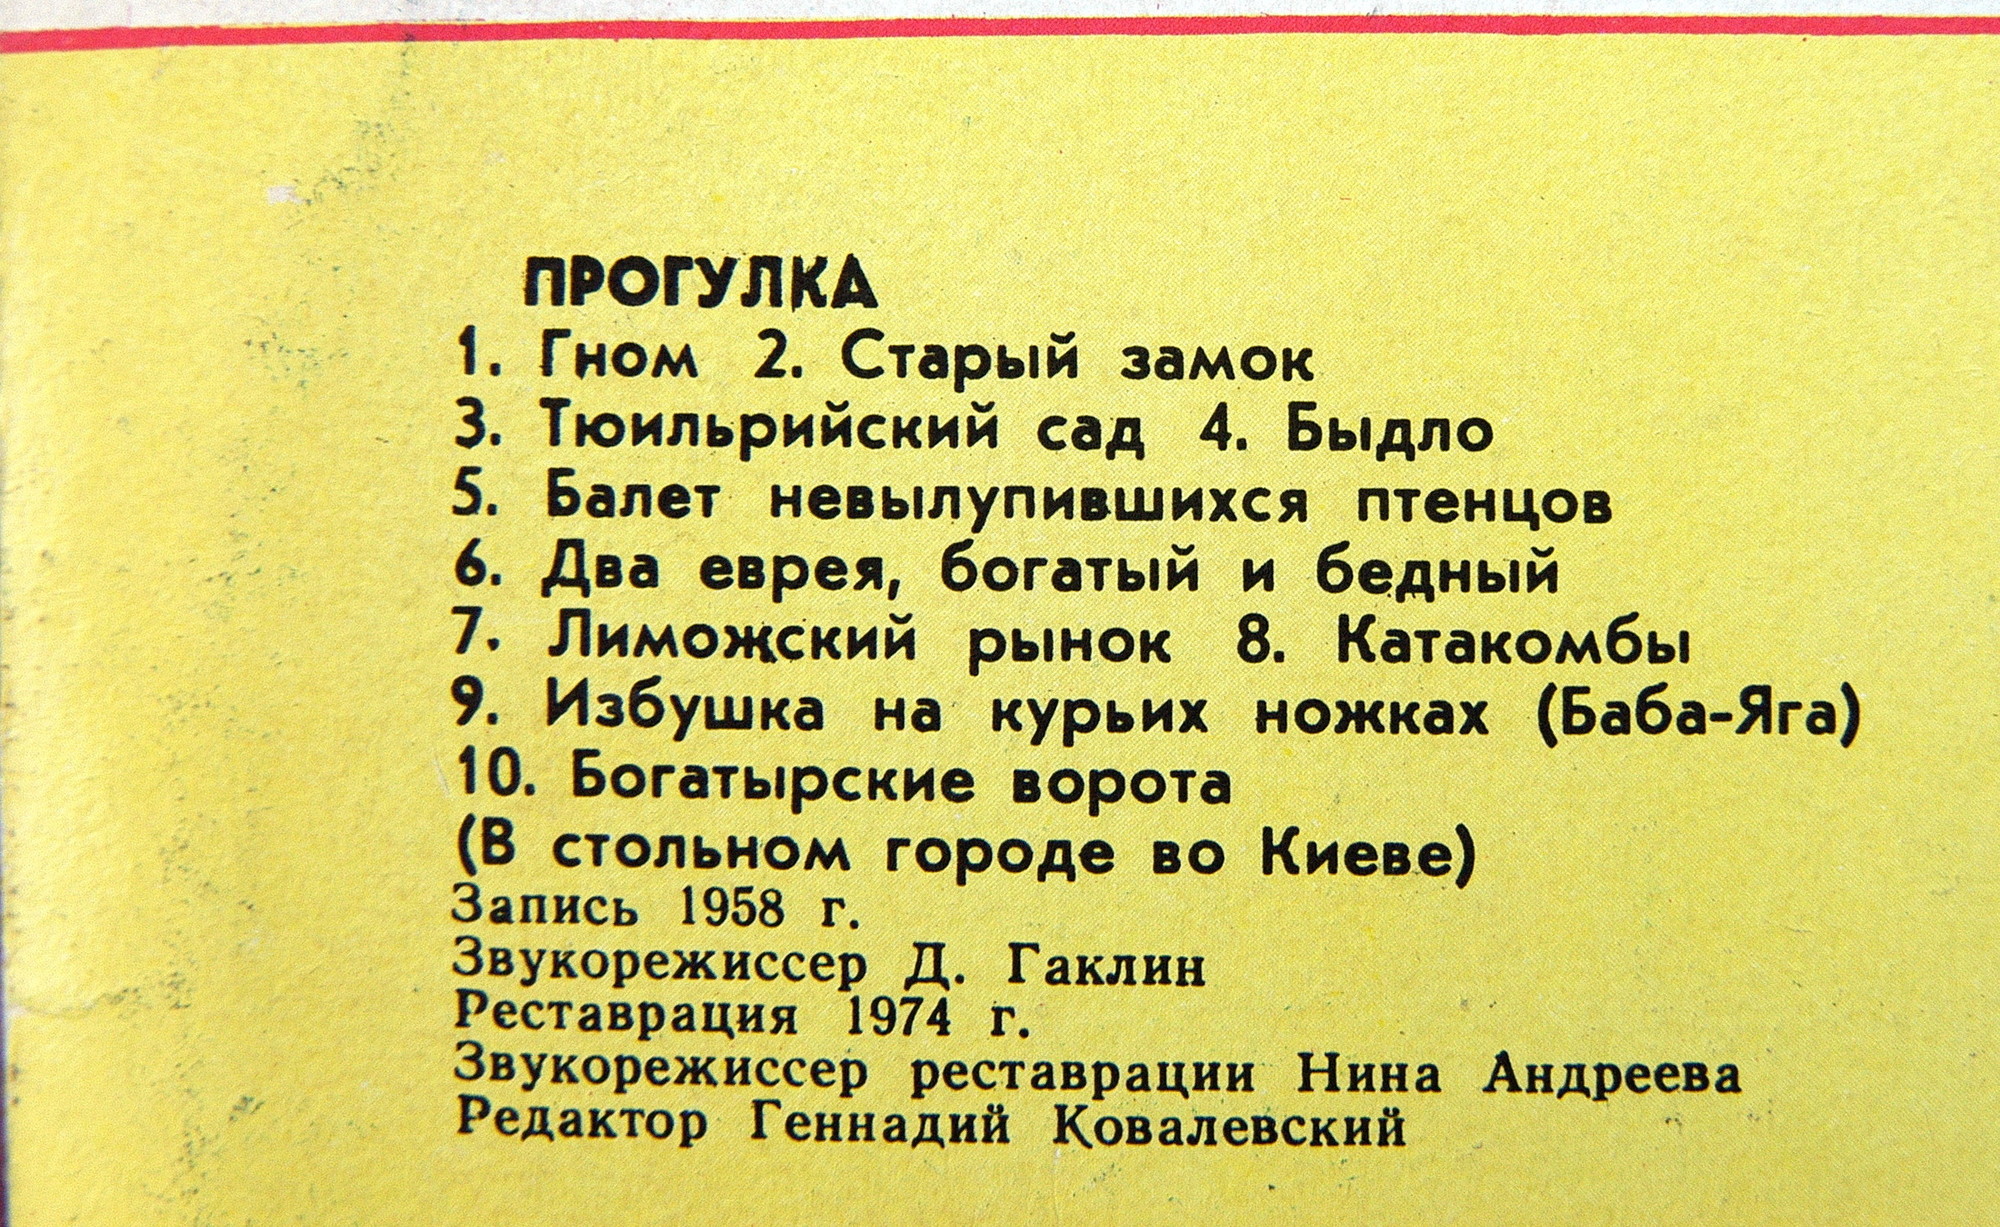 ПРОГУЛКА
1. Гном 2. Старый замок
3. Тюильрийский сад 4. Быдло
5. Балет невылупившихся птенцов
6. Два еврея, богатый и бедный
7. Лиможский рынок 8. Катакомбы
9. Избушка на курьих ножках (Баба-Яга)
10. Богатырские ворота
(В стольном городе во Киеве)
Запись 1958 г.
Звукорежиссер Д. Гаклин
Реставрация 1974 г.
Звукорежиссер реставрации Нина Андреева
Редактор Геннадий Ковалевский